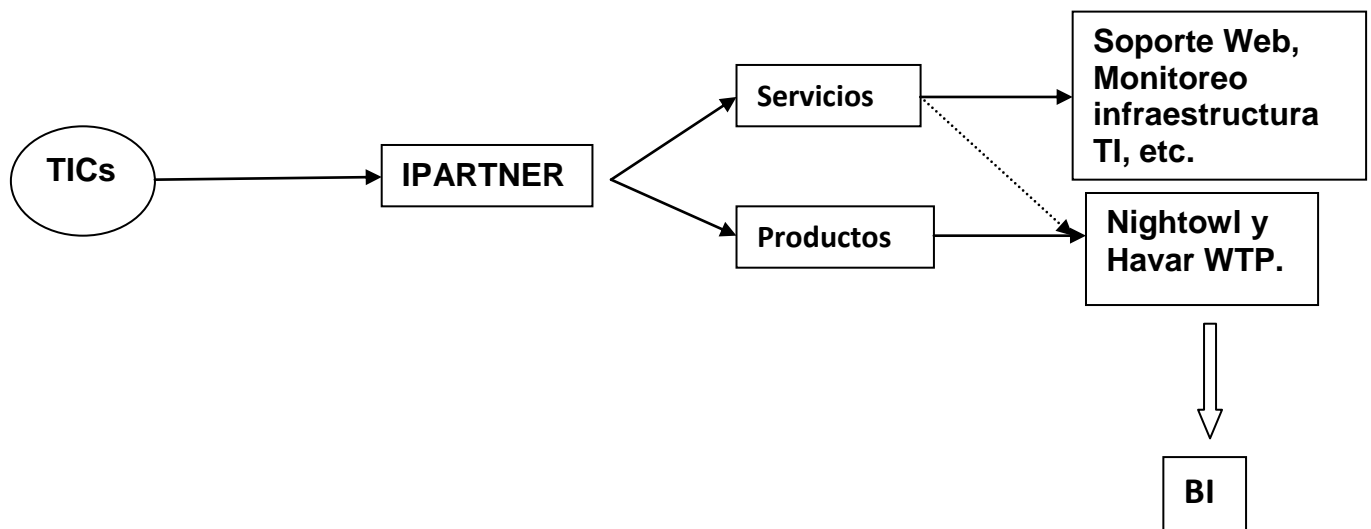 TICs
IPARTNER
Servicios
Productos
Soporte Web,
Monitoreo
infraestructura
TI, etc.
Nightowl y
Havar WTP.
BI